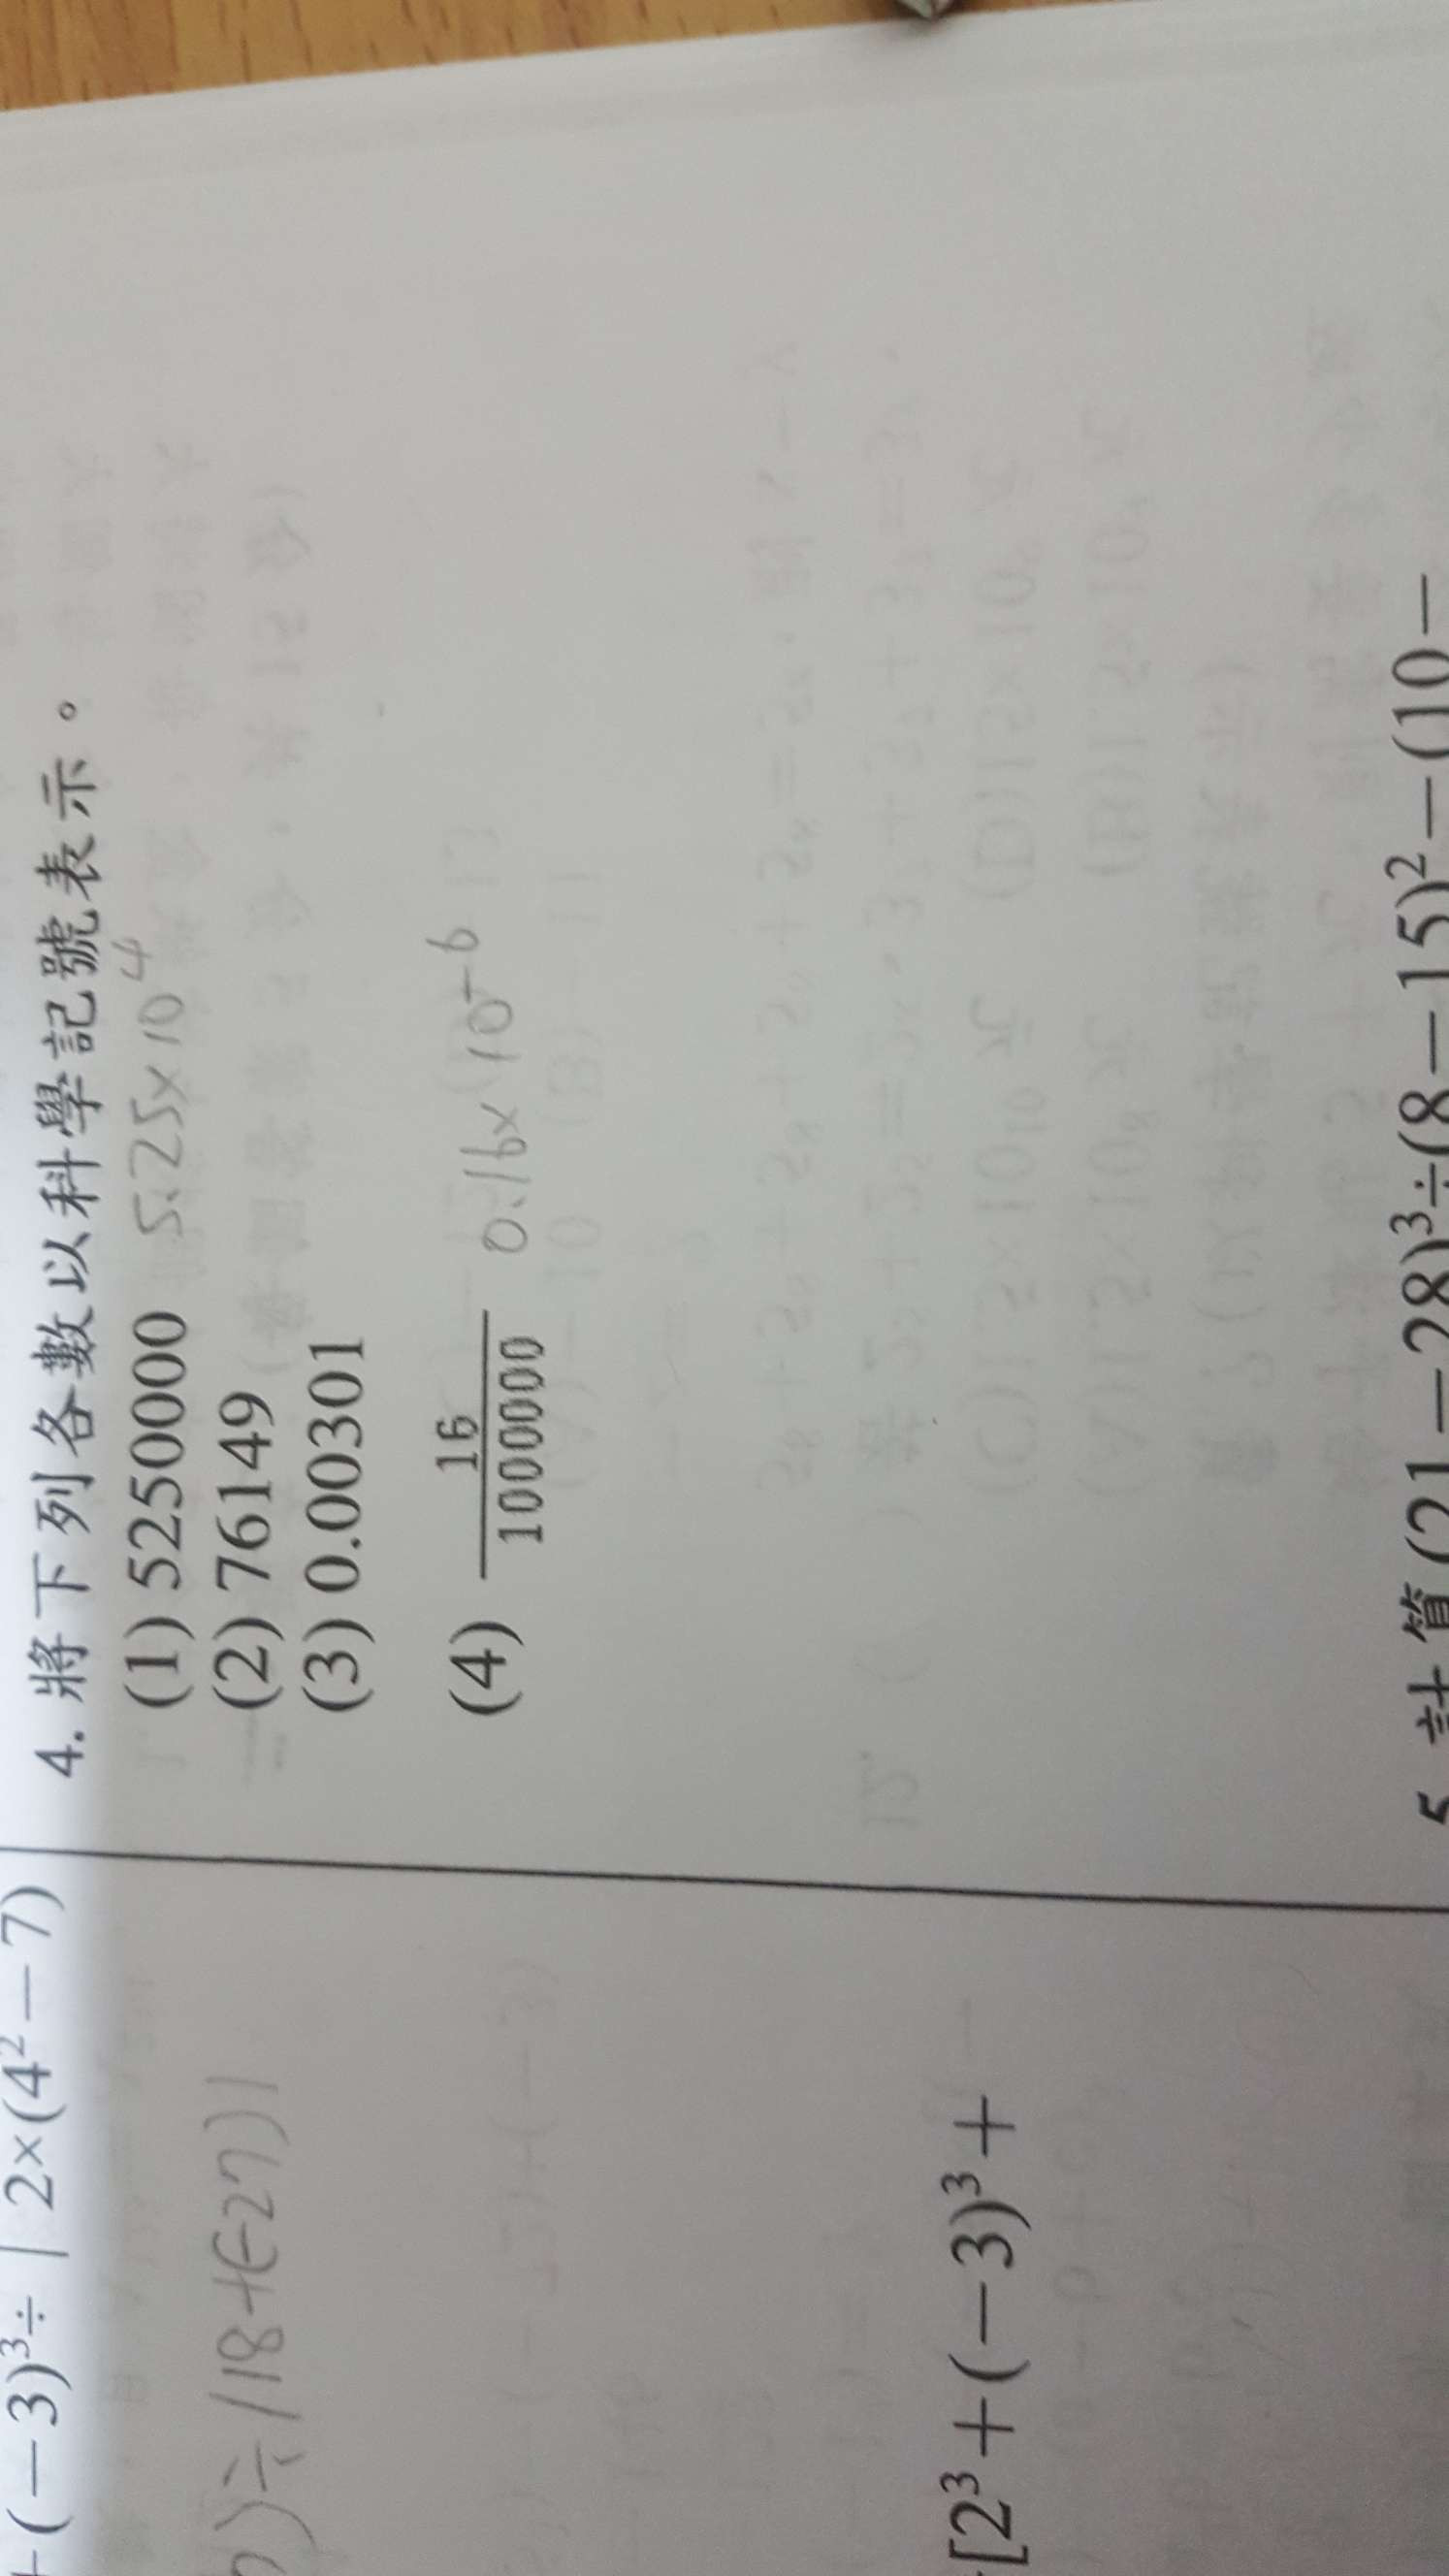 +(−3)³÷|2×(4²−7)
)÷|18+(-27)|
[2³+(−3)³+
4. 將下列各數以科學記號表示。
(1) 5250000 5.25×10⁴
(2) 76149
(3) 0.00301
(4) 16/1000000 0.16×10⁻⁶
5. 計算(21−28)³÷(8−15)²−(10−